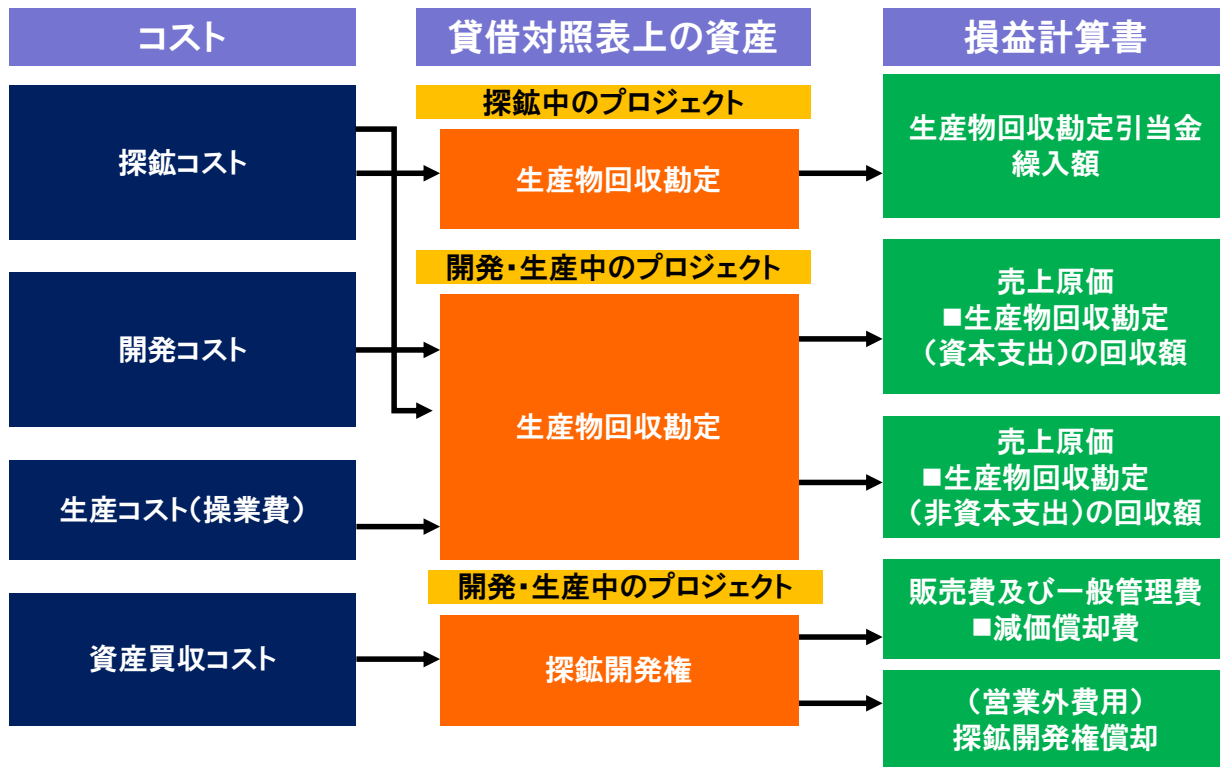 コスト
貸借対照表上の資産
損益計算書
探鉱コスト
開発コスト
生産コスト(操業費)
資産買収コスト
探鉱中のプロジェクト
生産物回収勘定
開発・生産中のプロジェクト
生産物回収勘定
開発・生産中のプロジェクト
探鉱開発権
生産物回収勘定引当金
繰入額
売上原価
■生産物回収勘定
(資本支出)の回収額
売上原価
■生産物回収勘定
(非資本支出)の回収額
販売費及び一般管理費
■減価償却費
(営業外費用)
探鉱開発権償却